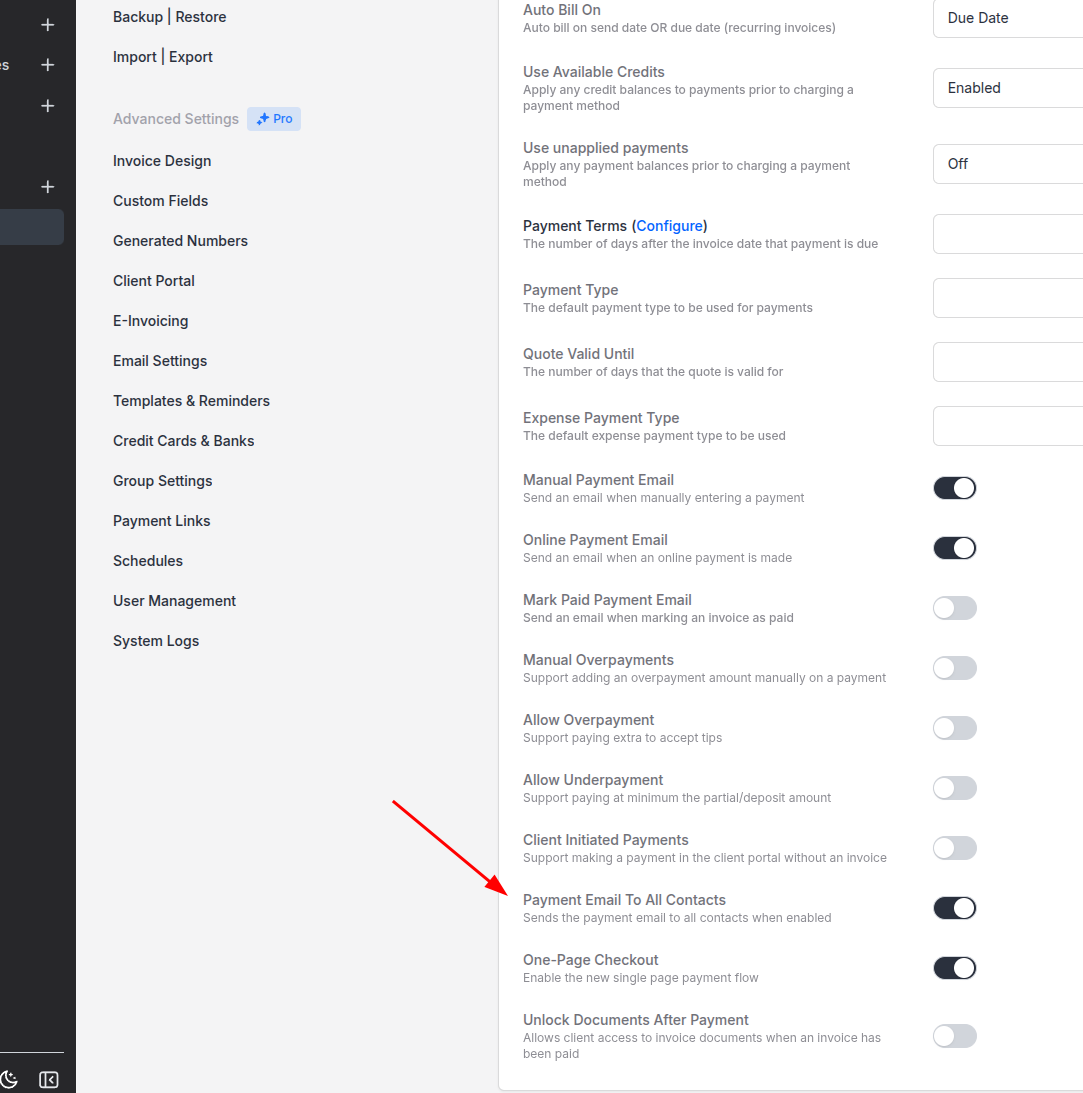 es
Backup | Restore
Import | Export
Advanced Settings Pro
Invoice Design
Custom Fields
Generated Numbers
Client Portal
E-Invoicing
Email Settings
Templates & Reminders
Credit Cards & Banks
Group Settings
Payment Links
Schedules
User Management
System Logs
Auto Bill On
Auto bill on send date OR due date (recurring invoices)
Due Date
Use Available Credits
Apply any credit balances to payments prior to charging a
payment method
Enabled
Use unapplied payments
Apply any payment balances prior to charging a payment
method
Off
Payment Terms (Configure)
The number of days after the invoice date that payment is due
Payment Type
The default payment type to be used for payments
Quote Valid Until
The number of days that the quote is valid for
Expense Payment Type
The default expense payment type to be used
Manual Payment Email
Send an email when manually entering a payment
Online Payment Email
Send an email when an online payment is made
Mark Paid Payment Email
Send an email when marking an invoice as paid
Manual Overpayments
Support adding an overpayment amount manually on a payment
Allow Overpayment
Support paying extra to accept tips
Allow Underpayment
Support paying at minimum the partial/deposit amount
Client Initiated Payments
Support making a payment in the client portal without an invoice
Payment Email To All Contacts
Sends the payment email to all contacts when enabled
One-Page Checkout
Enable the new single page payment flow
Unlock Documents After Payment
Allows client access to invoice documents when an invoice has
been paid